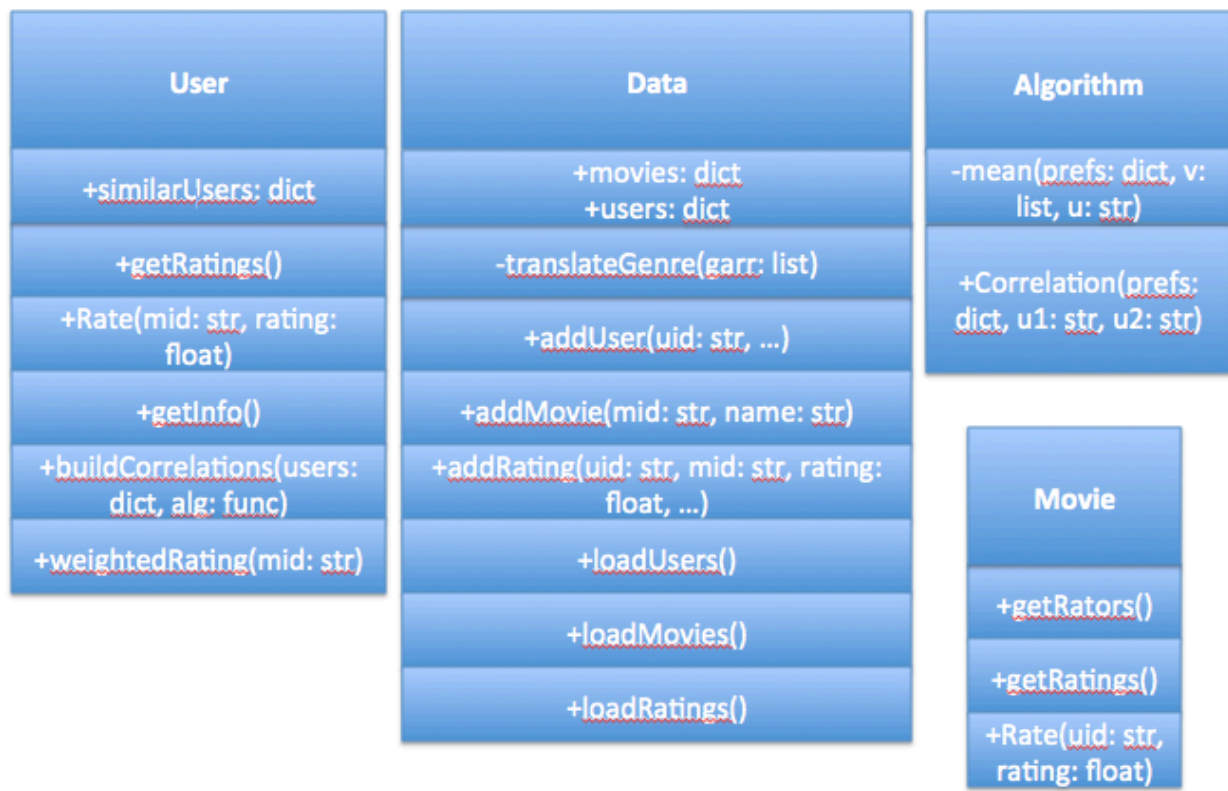 User
+similarUsers: dict
+getRatings()
+Rate(mid: str, rating:
float)
+getInfo()
+buildCorrelations(users:
dict, alg: func)
+weightedRating(mid: str)
Data
+movies: dict
+users: dict
-translateGenre(garr: list)
+addUser(uid: str, …)
+addMovie(mid: str, name: str)
+addRating(uid: str, mid: str, rating:
float, …)
+loadUsers()
+loadMovies()
+loadRatings()
Algorithm
-mean(prefs: dict, v:
list, u: str)
+Correlation(prefs:
dict, u1: str, u2: str)
Movie
+getRators()
+getRatings()
+Rate(uid: str,
rating: float)